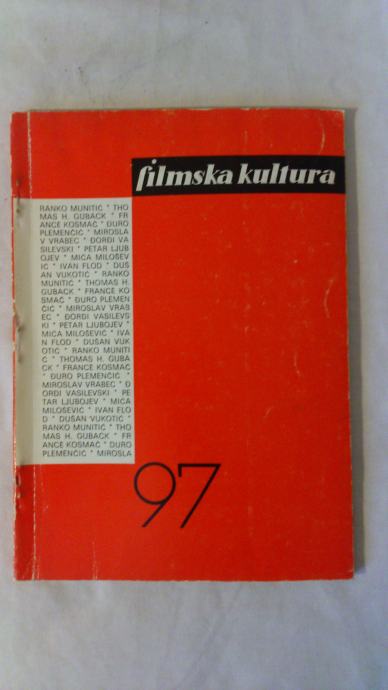 filmska kultura
RANKO MUNITIĆ * THO
MAS H. GUBACK * FR
ANCE KOSMAČ * ĐURO
PLEMENČIĆ * MIROSLA
V VRABEC * ĐORĐI VA
SILEVSKI * PETAR LJUB
OJEV * MIĆA MILOŠEV
IĆ * IVAN FLOD * DUŠ
AN VUKOTIĆ * RANKO
MUNITIĆ * THOMAS H.
GUBACK * FRANCE KO
SMAČ * ĐURO PLEMEN
ČIĆ * MIROSLAV VRAB
EC * ĐORĐI VASILEVS
KI * PETAR LJUBOJEV *
MIĆA MILOŠEVIĆ * IVA
N FLOD * DUŠAN VUK
OTIĆ * RANKO MUNITI
Ć * THOMAS H. GUBA
CK * FRANCE KOSMAČ
* ĐURO PLEMENČIĆ *
MIROSLAV VRABEC * Đ
ORĐI VASILEVSKI * PE
TAR LJUBOJEV * MIĆA
MILOŠEVIĆ * IVAN FLO
D * DUŠAN VUKOTIĆ *
RANKO MUNITIĆ * THO
MAS H. GUBACK * FR
ANCE KOSMAČ * ĐURO
PLEMENČIĆ * MIROSLA
97